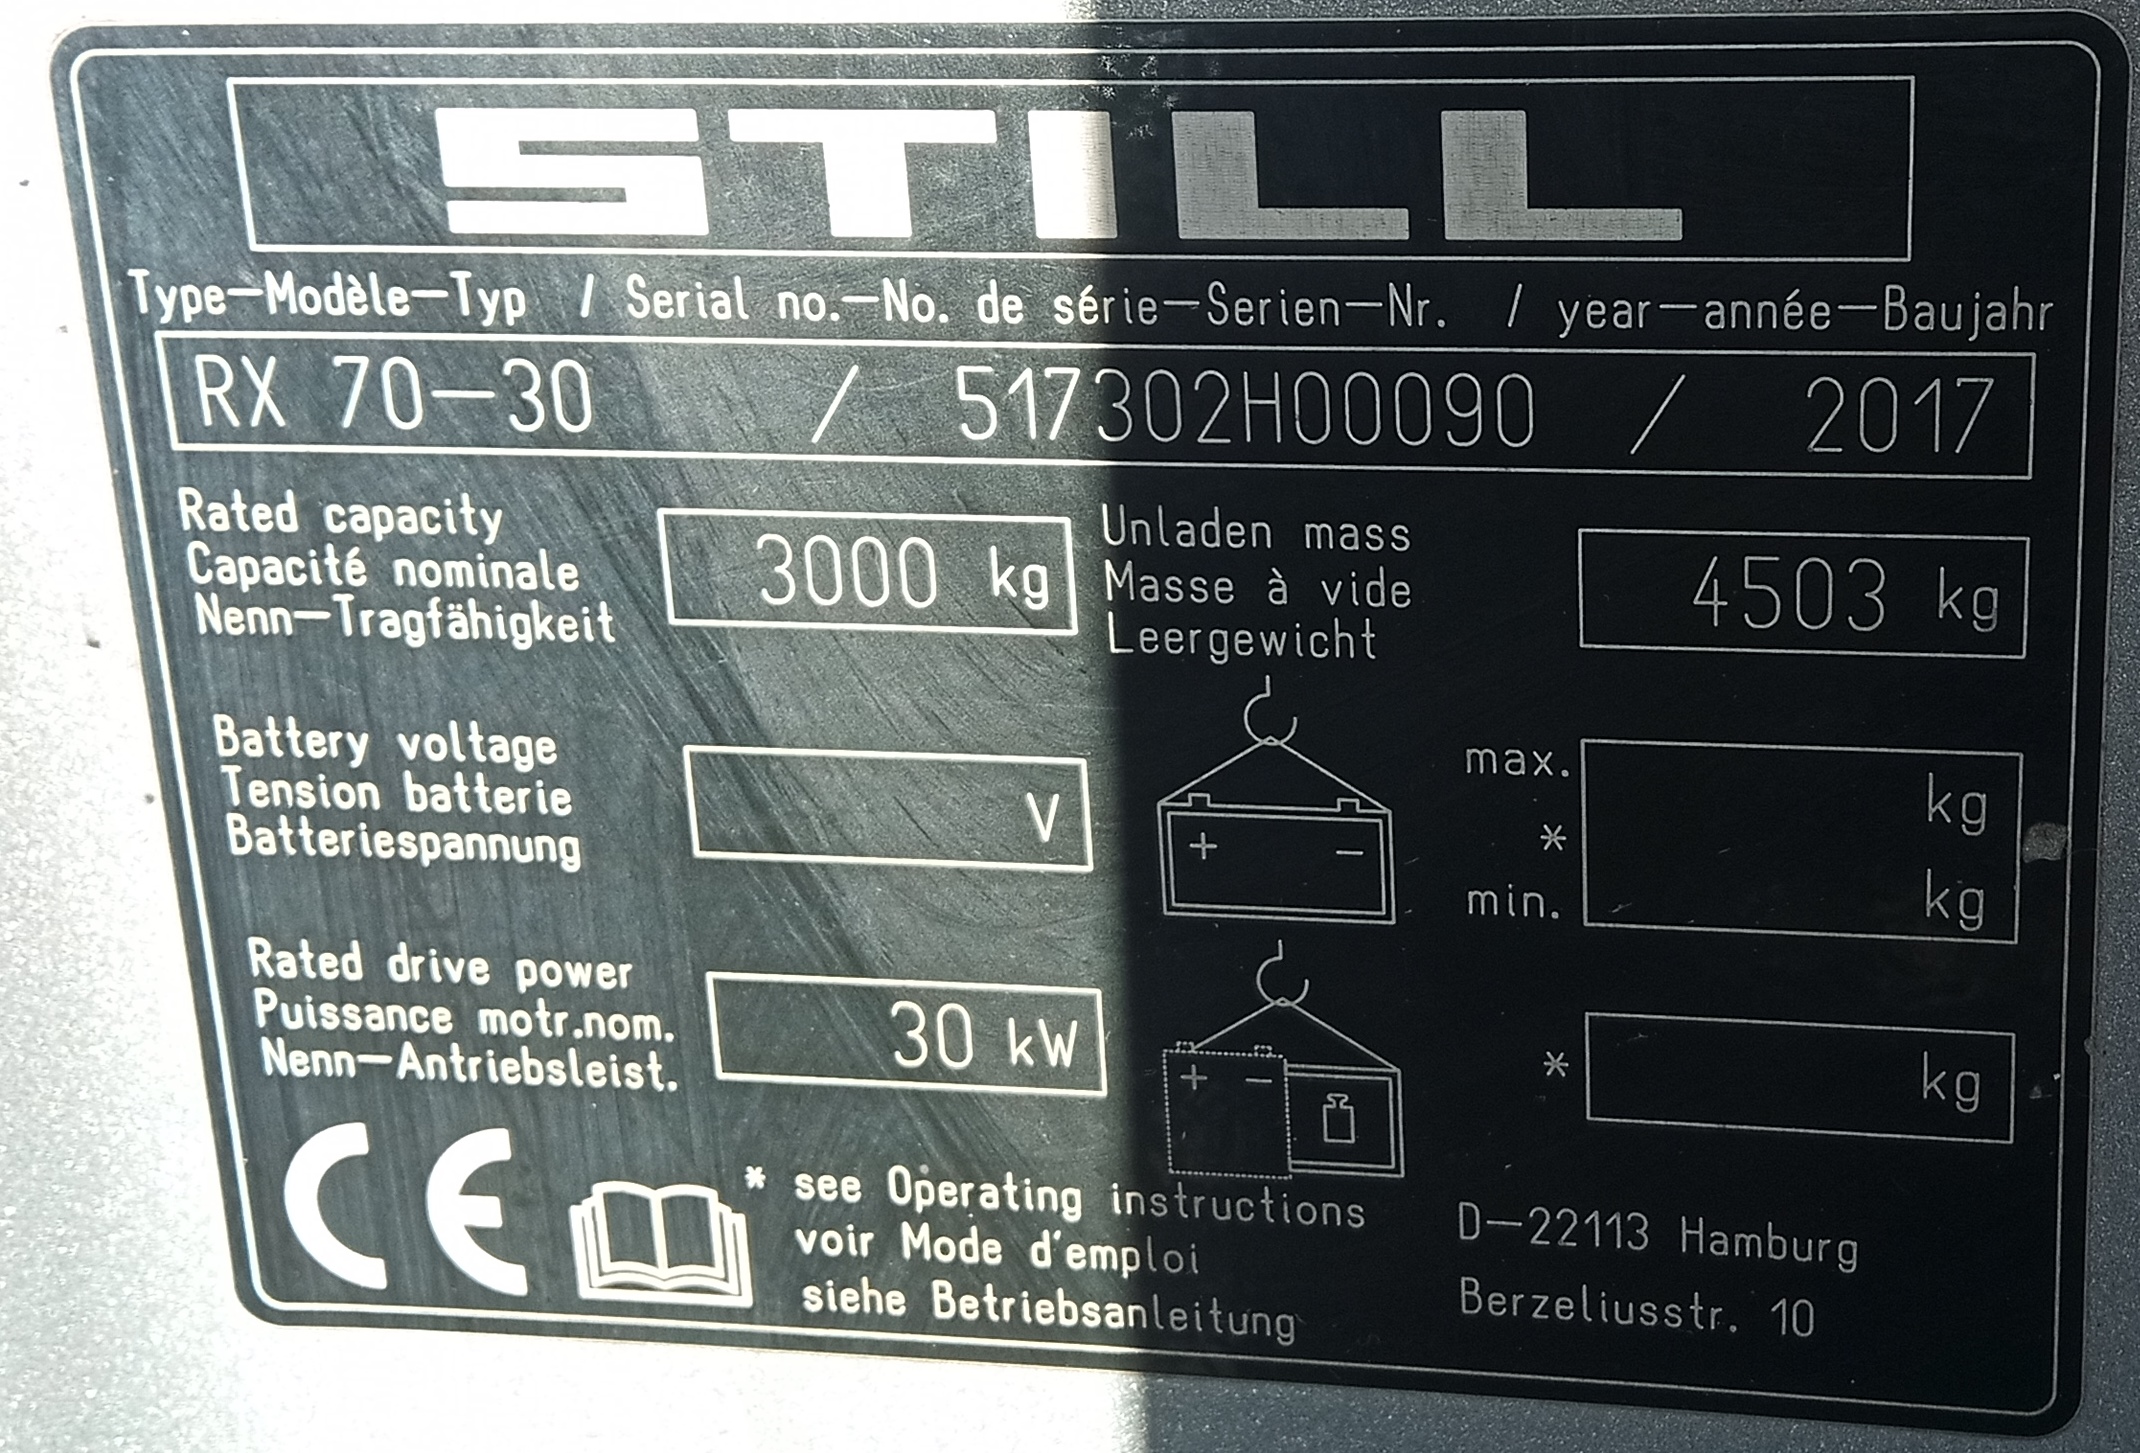 STILL
Type-Modèle-Typ / Serial no.-No. de série-Serien-Nr. / year-année-Baujahr
RX 70-30 / 517302H00090 / 2017
Rated capacity
Capacité nominale
Nenn-Tragfähigkeit
3000 kg
Unladen mass
Masse à vide
Leergewicht
4503 kg
Battery voltage
Tension batterie
Batteriespannung
V
+ -
max.
*
min.
kg
kg
Rated drive power
Puissance motr.nom.
Nenn-Antriebsleist.
30 kW
+ -
*
kg
CE
* see Operating instructions
voir Mode d'emploi
siehe Betriebsanleitung
D-22113 Hamburg
Berzeliusstr. 10